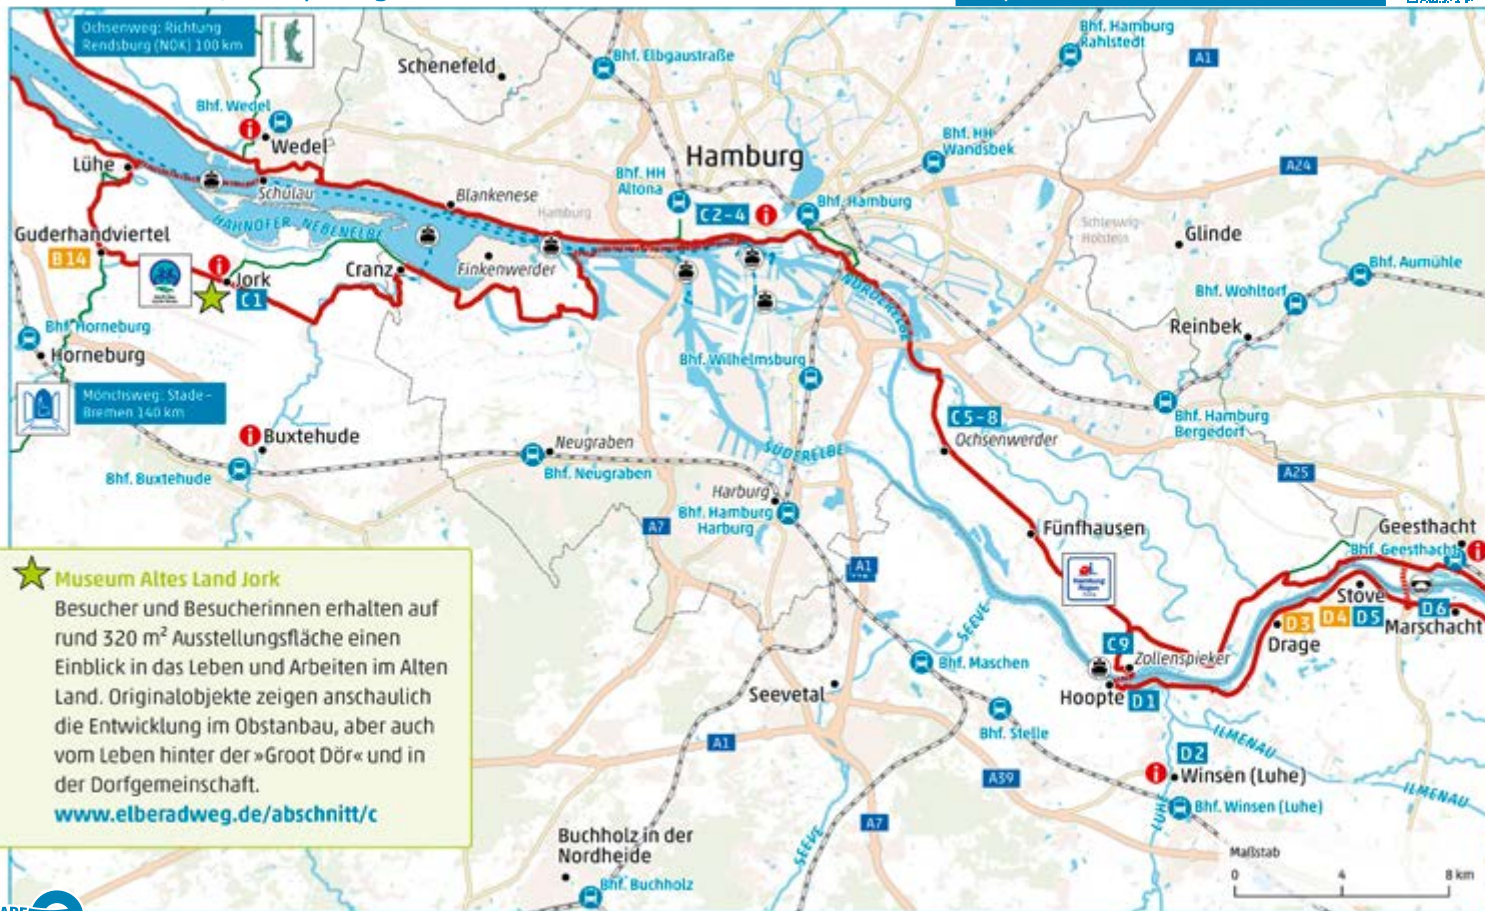 Ochsenweg: Richtung
Rendsburg (NOK) 100 km
Schenefeld
Bhf. Elbgaustraße
Bhf. Hamburg
Rahlstedt
A1
Bhf. Wedel
Wedel
Lühe
Schulau
Blankenese
Hamburg
Bhf. HH
Altona
Hamburg
Bhf. HH
Wandsbek
A24
C2-4
Bhf. Hamburg
HAHNÖFER NEBENELBE
Guderhandviertel
B14
Jork
C1
Cranz
Finkenwerder
NORDERELBE
Schleswig-
Holstein
Glinde
Bhf. Aumühle
Bhf. Wohltorf
Reinbek
Bhf. Horneburg
Horneburg
Bhf. Wilhelmsburg
Mönchsweg: Stade –
Bremen 140 km
Bhf. Hamburg
Bergedorf
C5-8
Ochsenwerder
Buxtehude
Bhf. Buxtehude
Neugraben
Bhf. Neugraben
SÜDERELBE
A25
Harburg
Bhf. Hamburg
Harburg
A7
Fünfhausen
Geesthacht
Bhf. Geesthacht
A1
Stove
D3
D4
D5
D6
Drage
Marschacht
SEEVE
C9
Zollenspieker
Hoopte
D1
Bhf. Maschen
Seevetal
Bhf. Stelle
A1
ILMENAU
D2
Winsen (Luhe)
A39
ILMENAU
Bhf. Winsen (Luhe)
LUHE
A7
SEEVE
Buchholz in der
Nordheide
Bhf. Buchholz
Maßstab
0 4 8 km
Museum Altes Land Jork
Besucher und Besucherinnen erhalten auf
rund 320 m² Ausstellungsfläche einen
Einblick in das Leben und Arbeiten im Alten
Land. Originalobjekte zeigen anschaulich
die Entwicklung im Obstanbau, aber auch
vom Leben hinter der »Groot Dör« und in
der Dorfgemeinschaft.
www.elberadweg.de/abschnitt/c